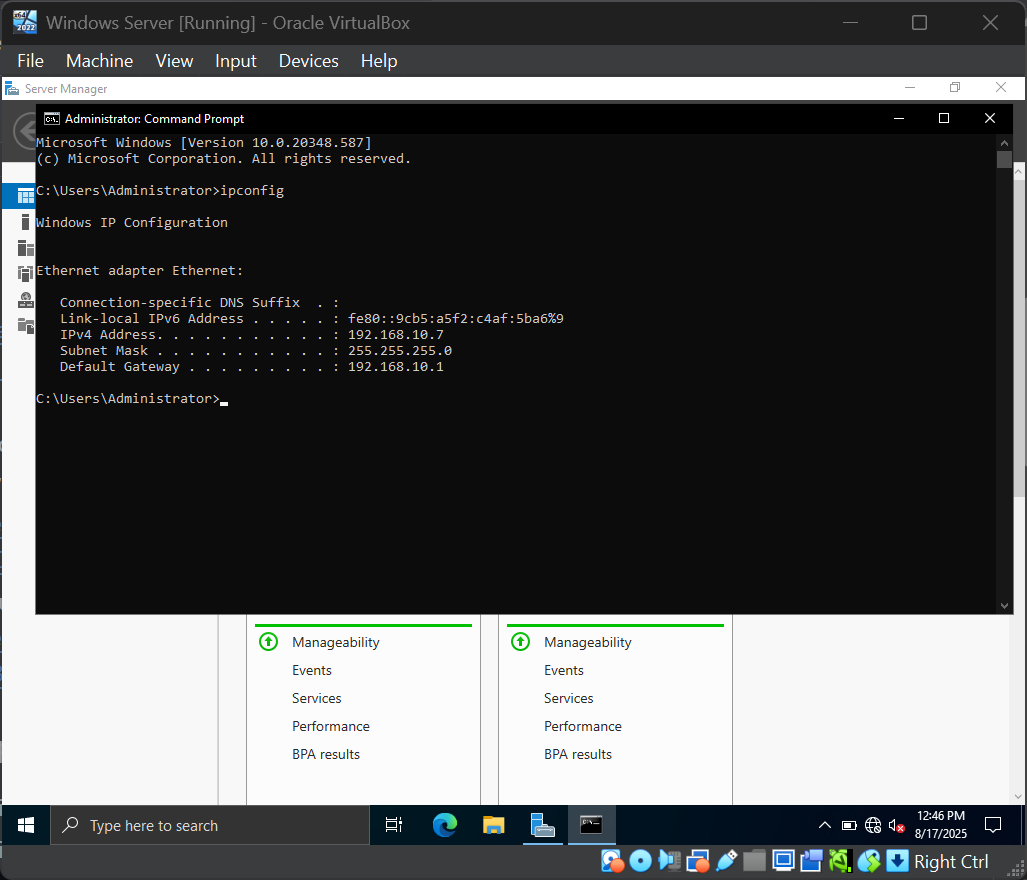 Windows Server [Running] - Oracle VirtualBox
File Machine View Input Devices Help
Server Manager
Administrator: Command Prompt
Microsoft Windows [Version 10.0.20348.587]
(c) Microsoft Corporation. All rights reserved.
C:\Users\Administrator>ipconfig
Windows IP Configuration
Ethernet adapter Ethernet:
Connection-specific DNS Suffix  . :
Link-local IPv6 Address . . . . . : fe80::9cb5:a5f2:c4af:5ba6%9
IPv4 Address. . . . . . . . . . . : 192.168.10.7
Subnet Mask . . . . . . . . . . . : 255.255.255.0
Default Gateway . . . . . . . . . : 192.168.10.1
C:\Users\Administrator>
Manageability
Events
Services
Performance
BPA results
Manageability
Events
Services
Performance
BPA results
Type here to search
12:46 PM
8/17/2025
Right Ctrl